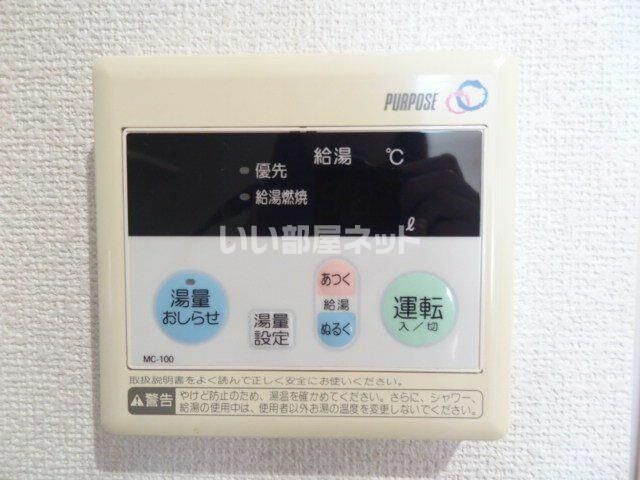 PURPOSE
給湯 ℃
優先
給湯燃焼
ℓ
いい部屋ネット
湯量
おしらせ
湯量
設定
あつく
給湯
ぬるく
運転
入／切
MC-100
取扱説明書をよく読んで正しく安全にお使いください。
警告
やけど防止のため、湯温を確かめてください。さらに、シャワー、
給湯の使用中は、使用者以外お湯の温度を変更しないでください。